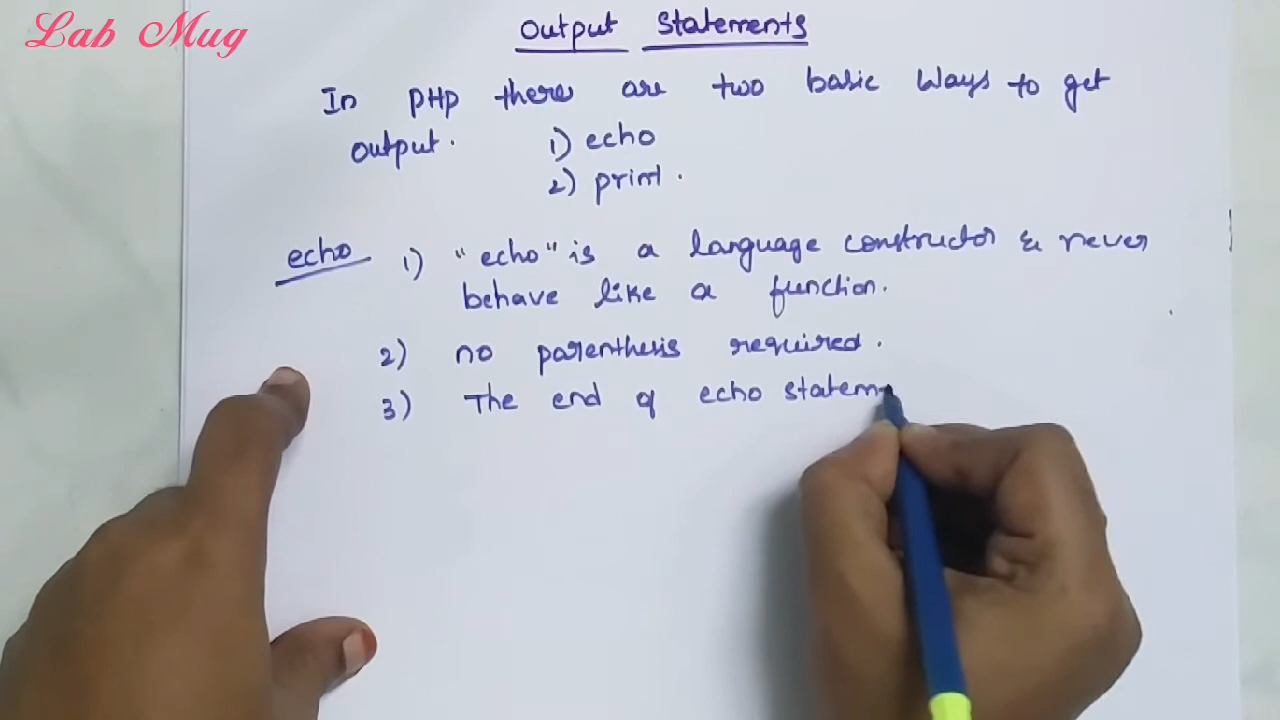 Lab Mug
Output Statements
In PHP there are two basic ways to get
output. 1) echo
2) print.
echo 1) "echo" is a language constructor & never
behave like a function.
2) no parenthesis required.
3) The end of echo statem